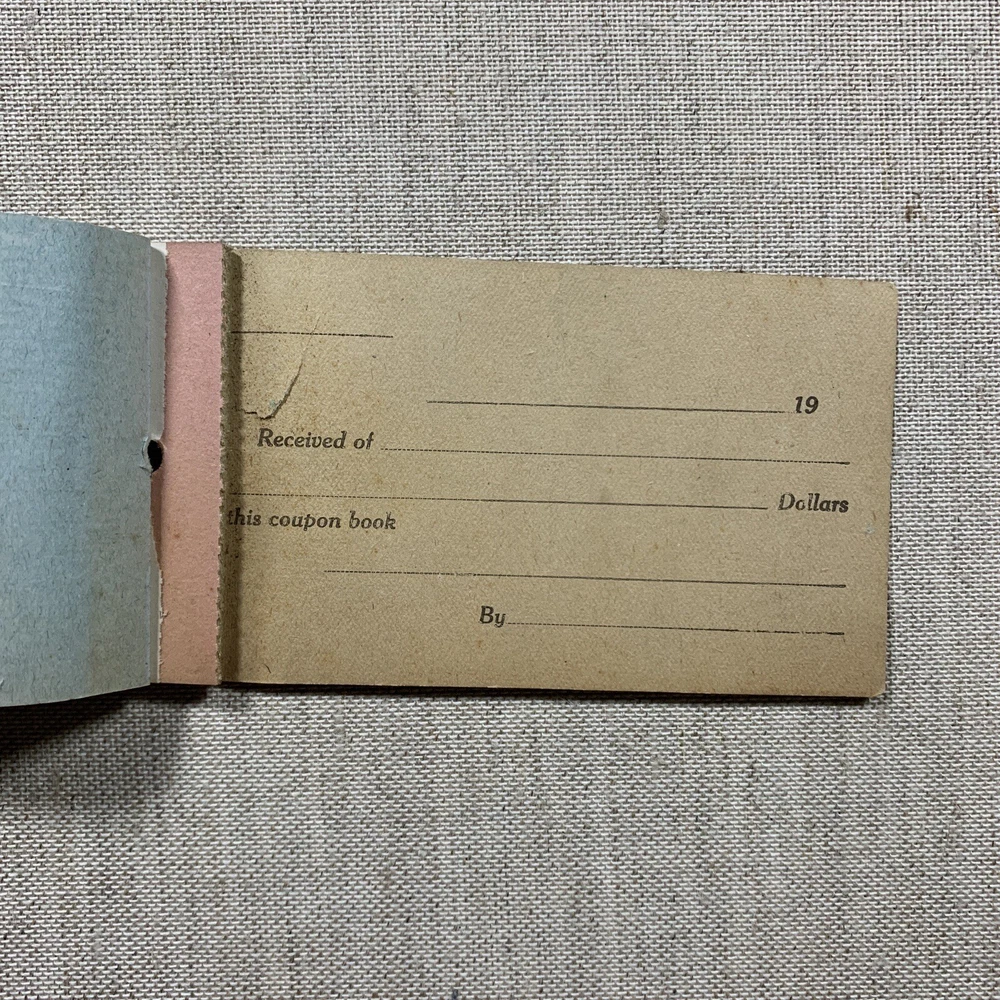 19
Received of
Dollars
this coupon book
By